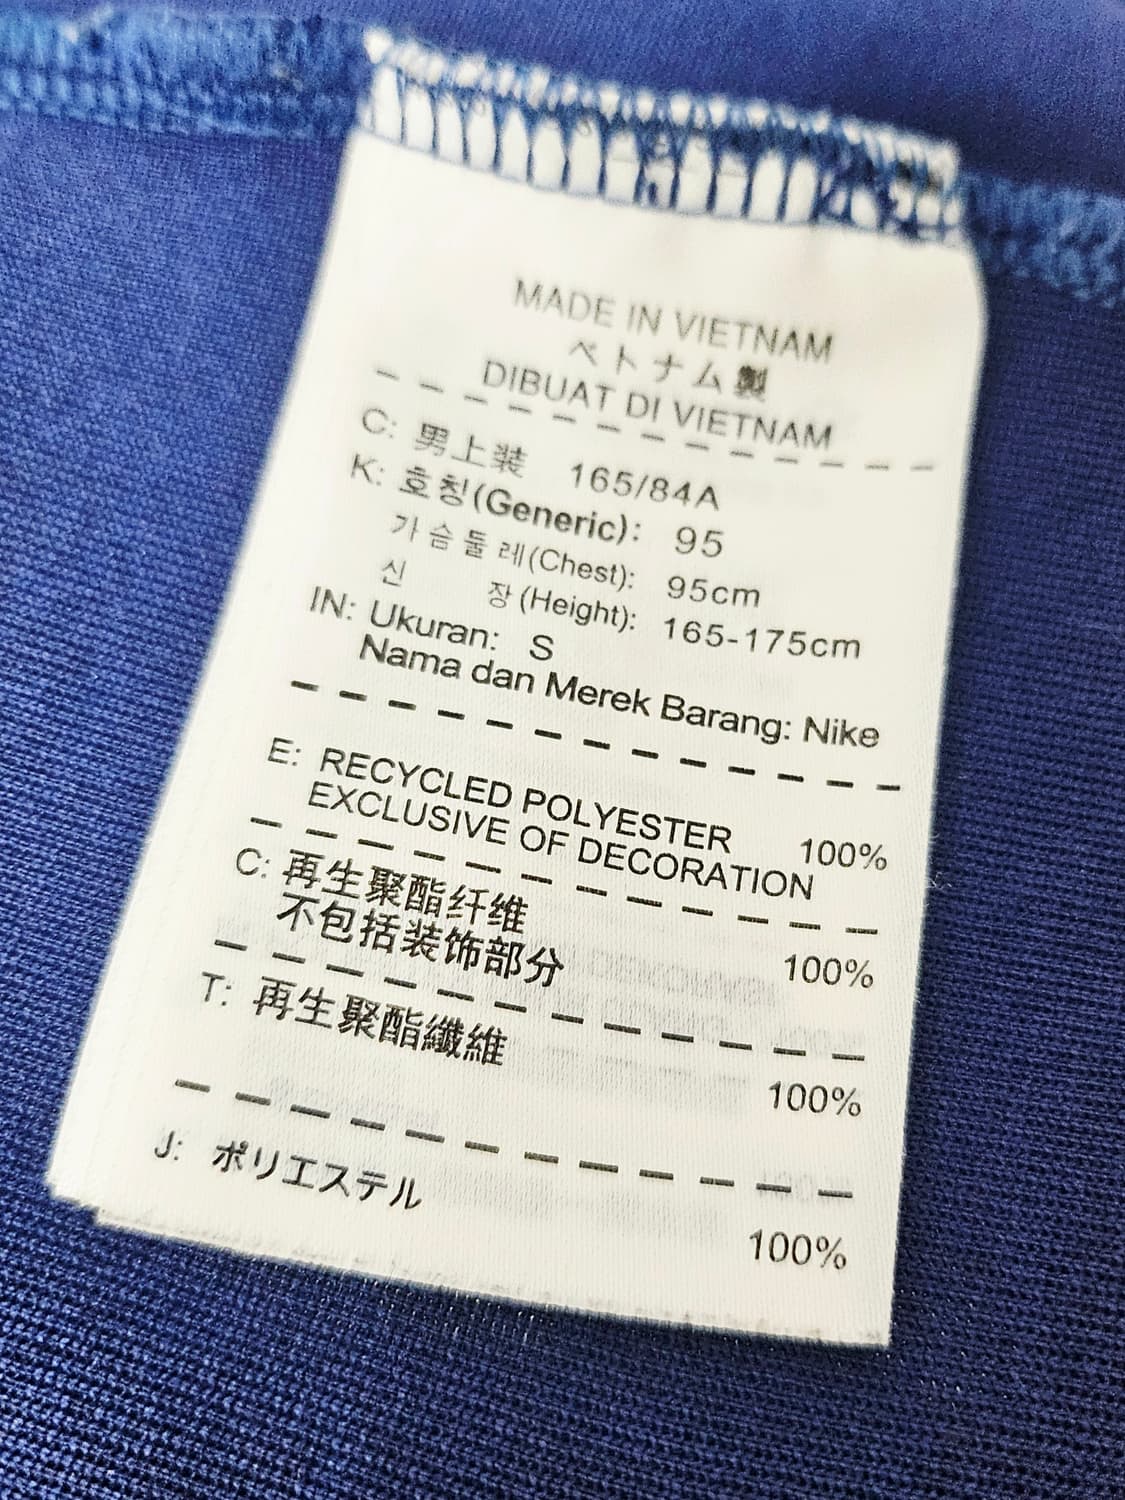 MADE IN VIETNAM
ベトナム製
DIBUAT DI VIETNAM
C: 男上装 165/84A
K: 호칭(Generic): 95
가슴둘레(Chest): 95cm
신 장(Height): 165-175cm
IN: Ukuran: S
Nama dan Merek Barang: Nike
E: RECYCLED POLYESTER 100%
EXCLUSIVE OF DECORATION
C: 再生聚酯纤维 100%
不包括装饰部分
T: 再生聚酯纖維 100%
J: ポリエステル 100%